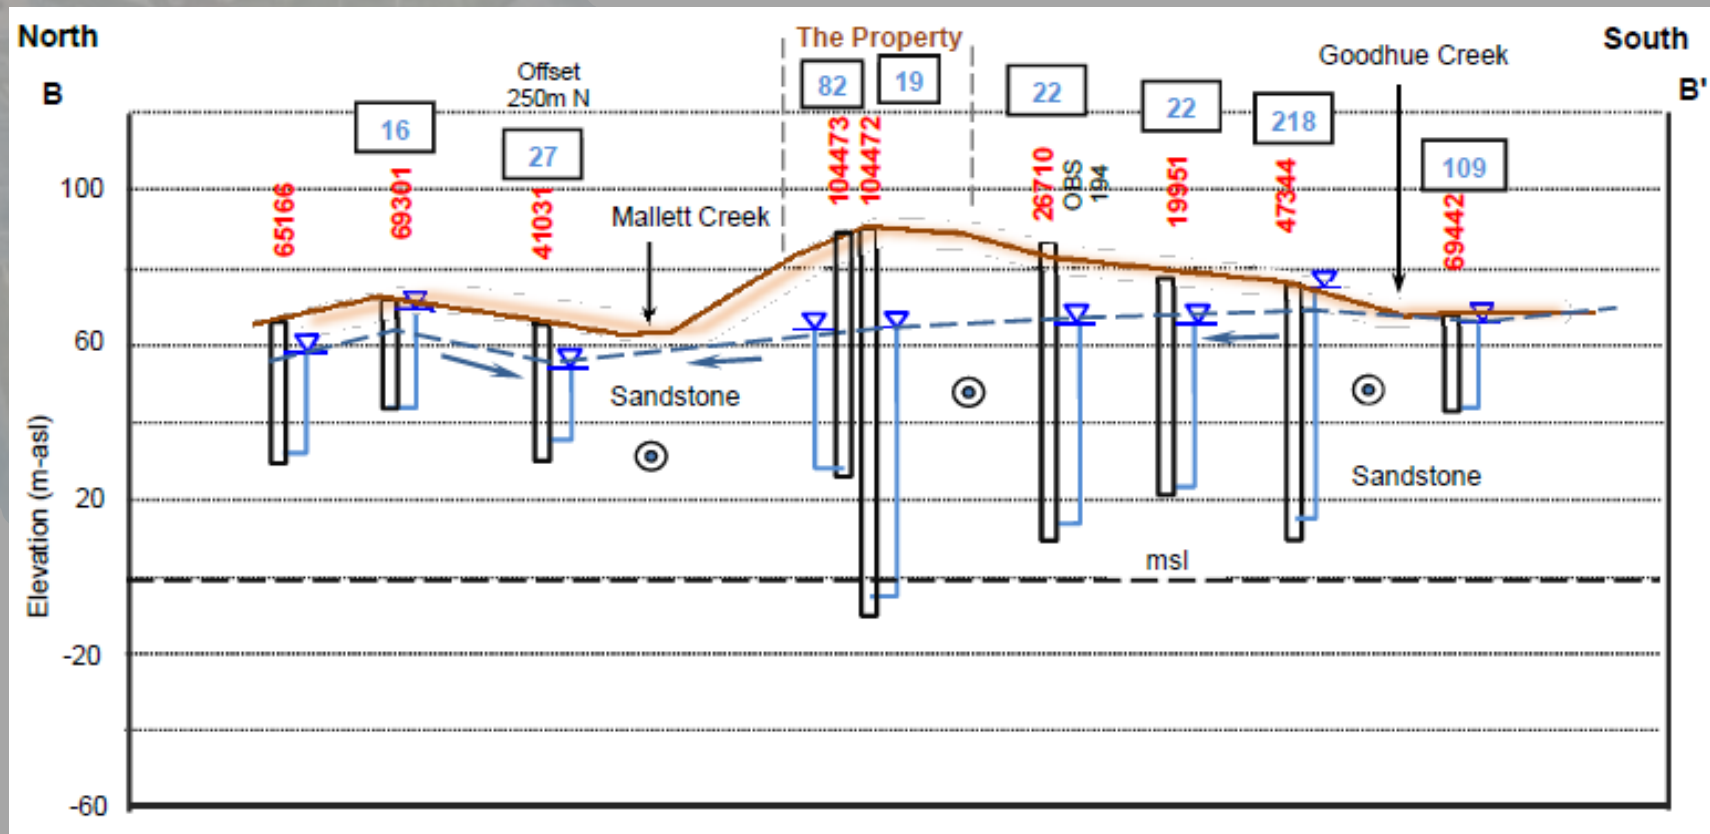 North
The Property
Goodhue Creek
South
B
Offset
250m N
B'
82
19
22
22
218
16
27
109
65166
69301
41031
Mallett Creek
104473
104472
26710
OBS
194
19951
47344
69442
100
60
20
-20
-60
Elevation (m-asl)
Sandstone
Sandstone
msl